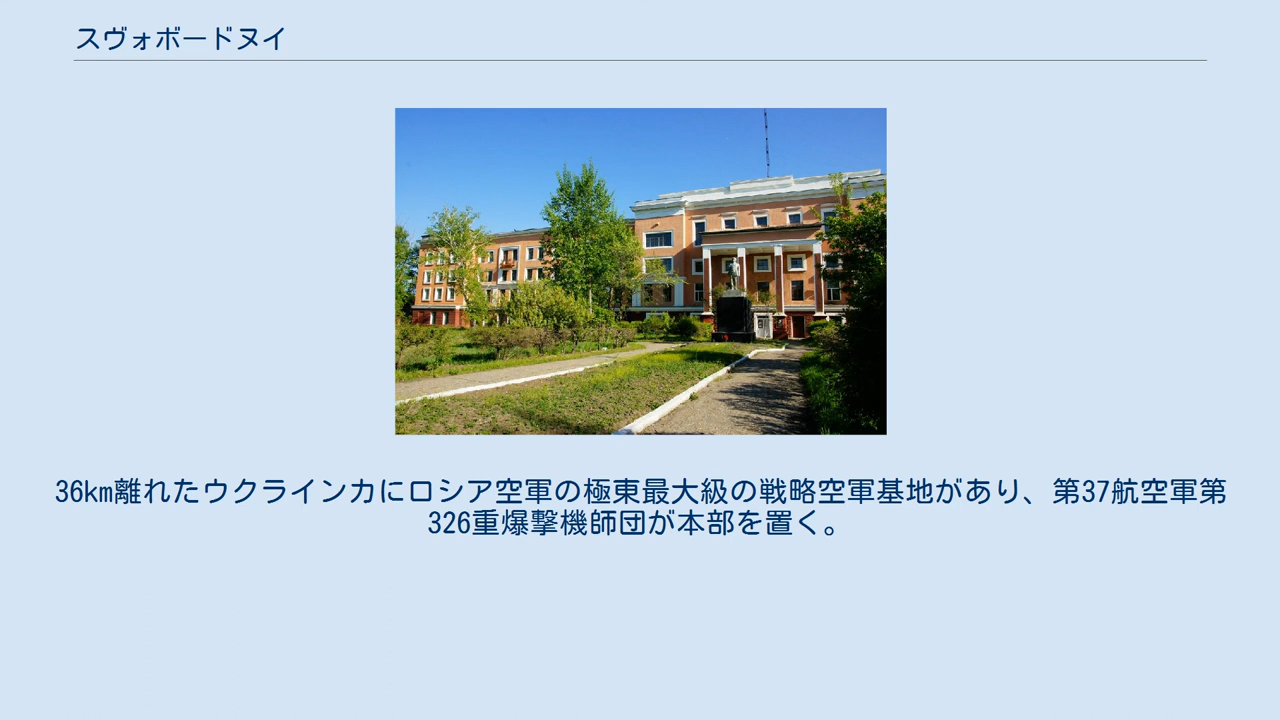 スヴォボードヌイ
36km離れたウクラインカにロシア空軍の極東最大級の戦略空軍基地があり、第37航空軍第
326重爆撃機師団が本部を置く。